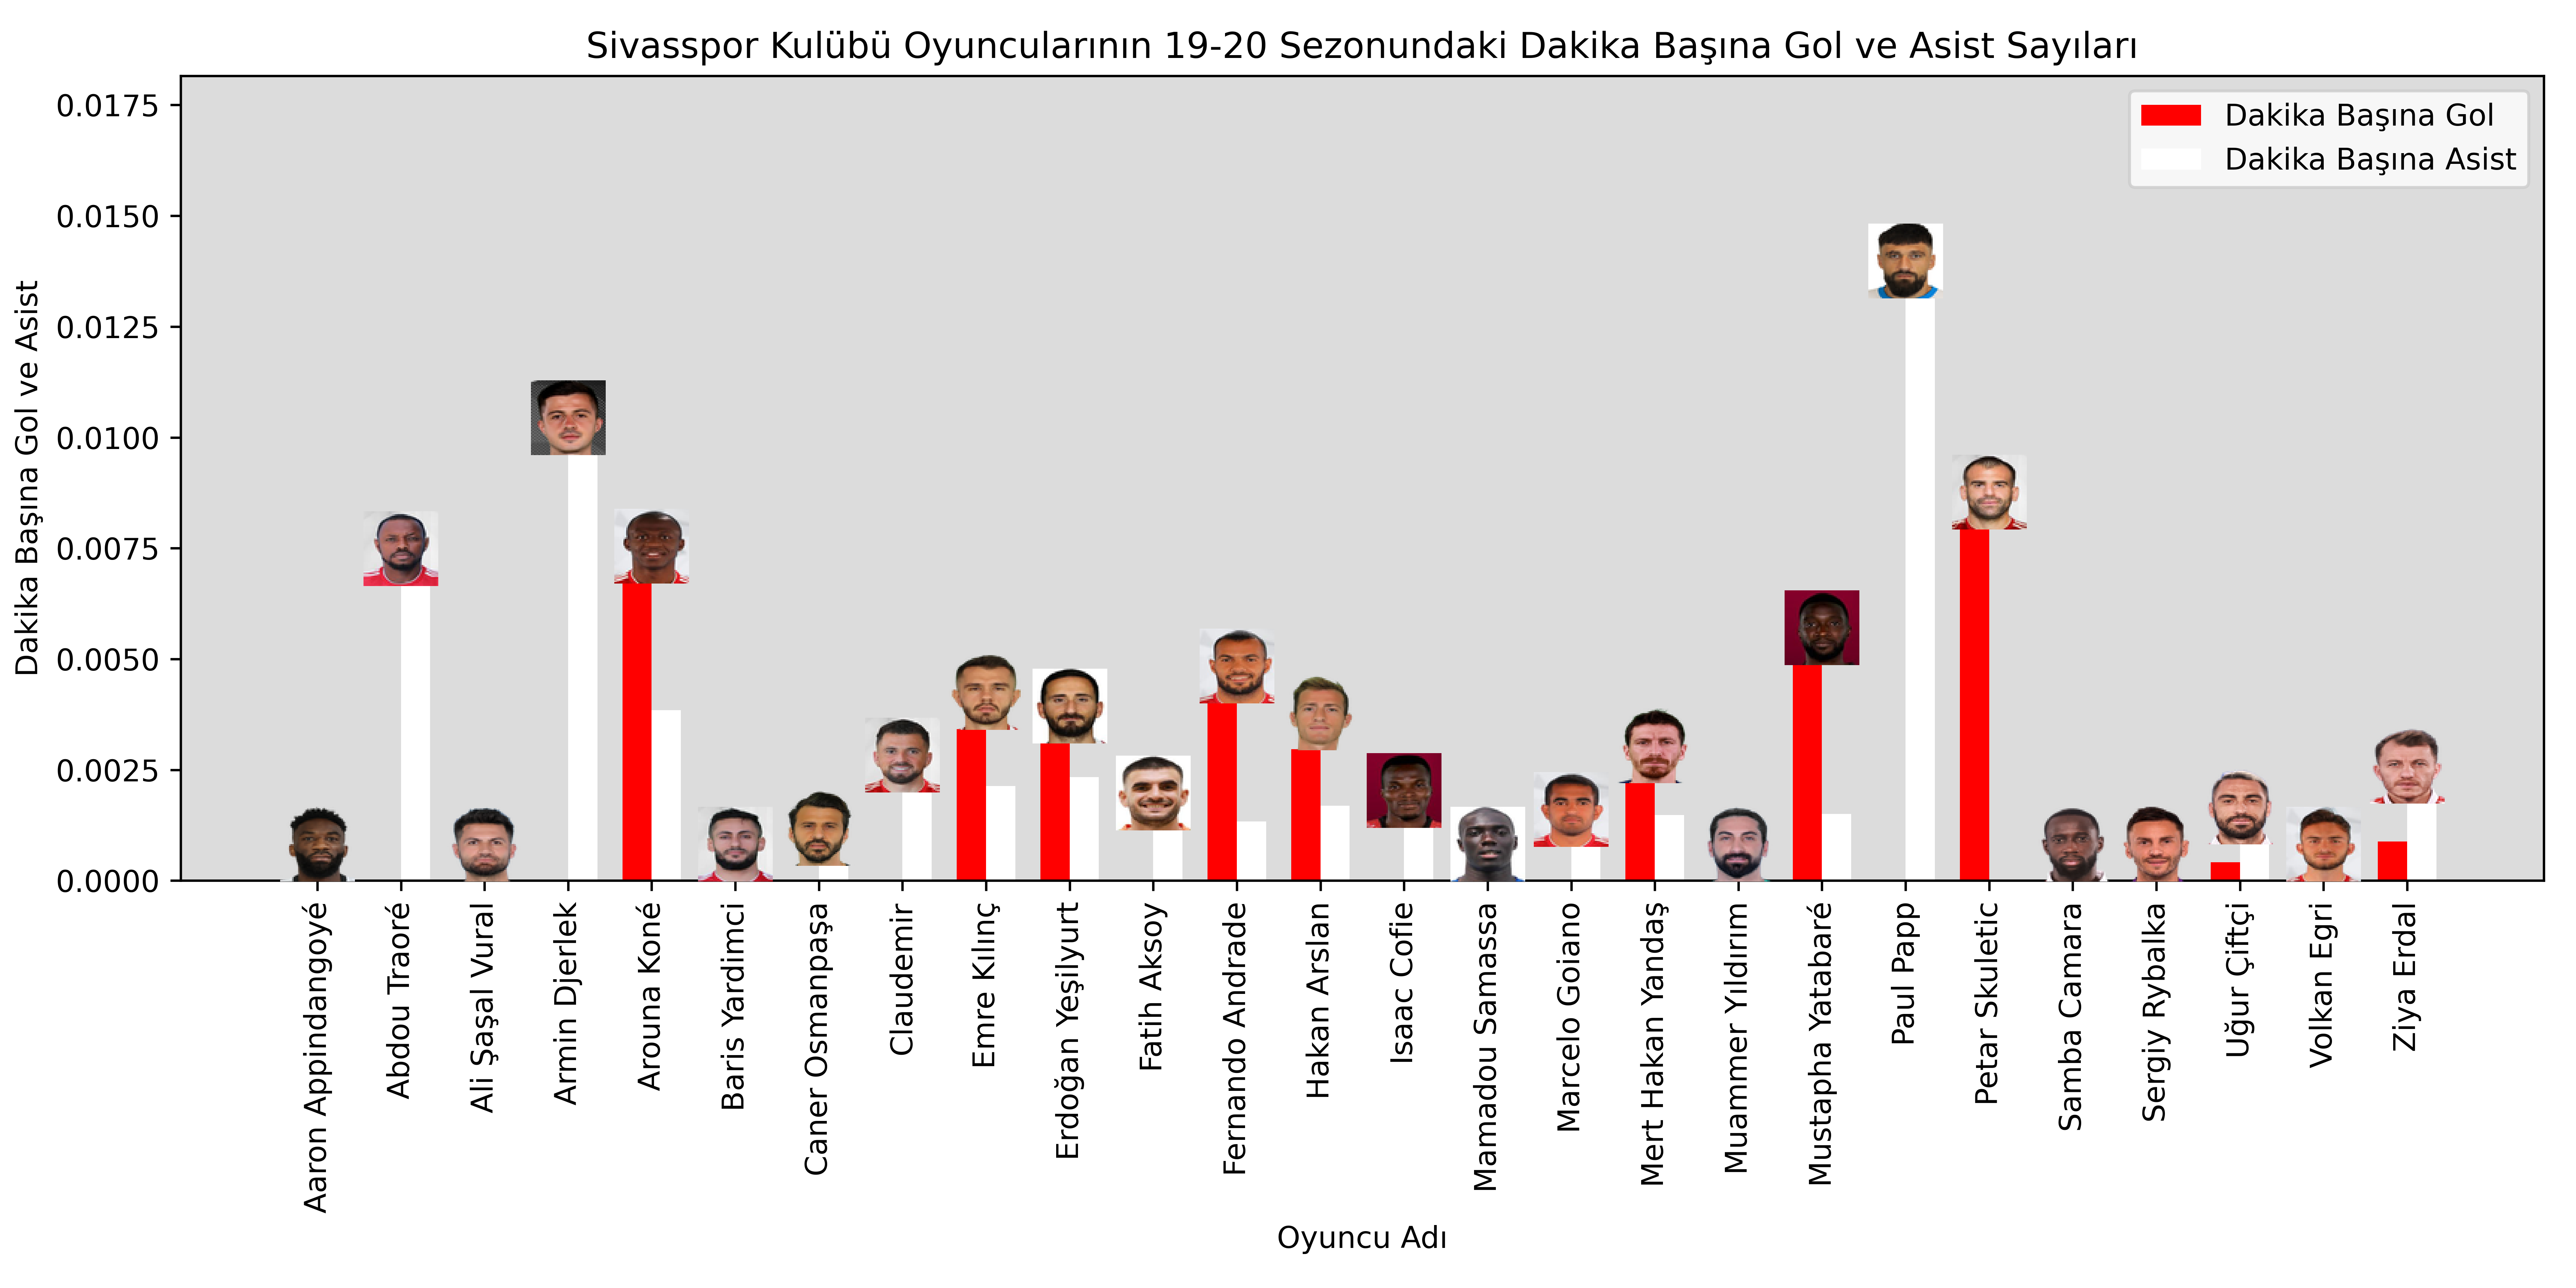 Sivasspor Kulübü Oyuncularının 19-20 Sezonundaki Dakika Başına Gol ve Asist Sayıları
Dakika Başına Gol
Dakika Başına Asist
Dakika Başına Gol ve Asist
0.0175
0.0150
0.0125
0.0100
0.0075
0.0050
0.0025
0.0000
Aaron Appindangoyé
Abdou Traoré
Ali Şaşal Vural
Armin Djerlek
Arouna Koné
Baris Yardimci
Caner Osmanpaşa
Claudemir
Emre Kılınç
Erdoğan Yeşilyurt
Fatih Aksoy
Fernando Andrade
Hakan Arslan
Isaac Cofie
Mamadou Samassa
Marcelo Goiano
Mert Hakan Yandaş
Muammer Yıldırım
Mustapha Yatabaré
Paul Papp
Petar Skuletic
Samba Camara
Sergiy Rybalka
Uğur Çiftçi
Volkan Egri
Ziya Erdal
Oyuncu Adı